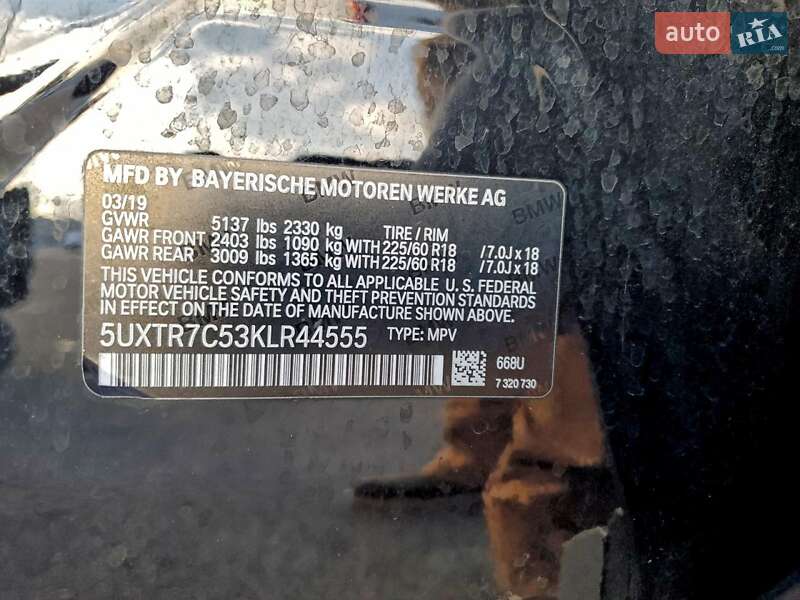 auto RIA.com
MFD BY BAYERISCHE MOTOREN WERKE AG
03/19
GVWR 5137 lbs 2330 kg TIRE / RIM
GAWR FRONT 2403 lbs 1090 kg WITH 225/60 R18 /7.0J x 18
GAWR REAR 3009 lbs 1365 kg WITH 225/60 R18 /7.0J x 18
THIS VEHICLE CONFORMS TO ALL APPLICABLE U. S. FEDERAL
MOTOR VEHICLE SAFETY AND THEFT PREVENTION STANDARDS
IN EFFECT ON THE DATE OF MANUFACTURE SHOWN ABOVE.
5UXTR7C53KLR44555 TYPE: MPV
668U
7 320 730